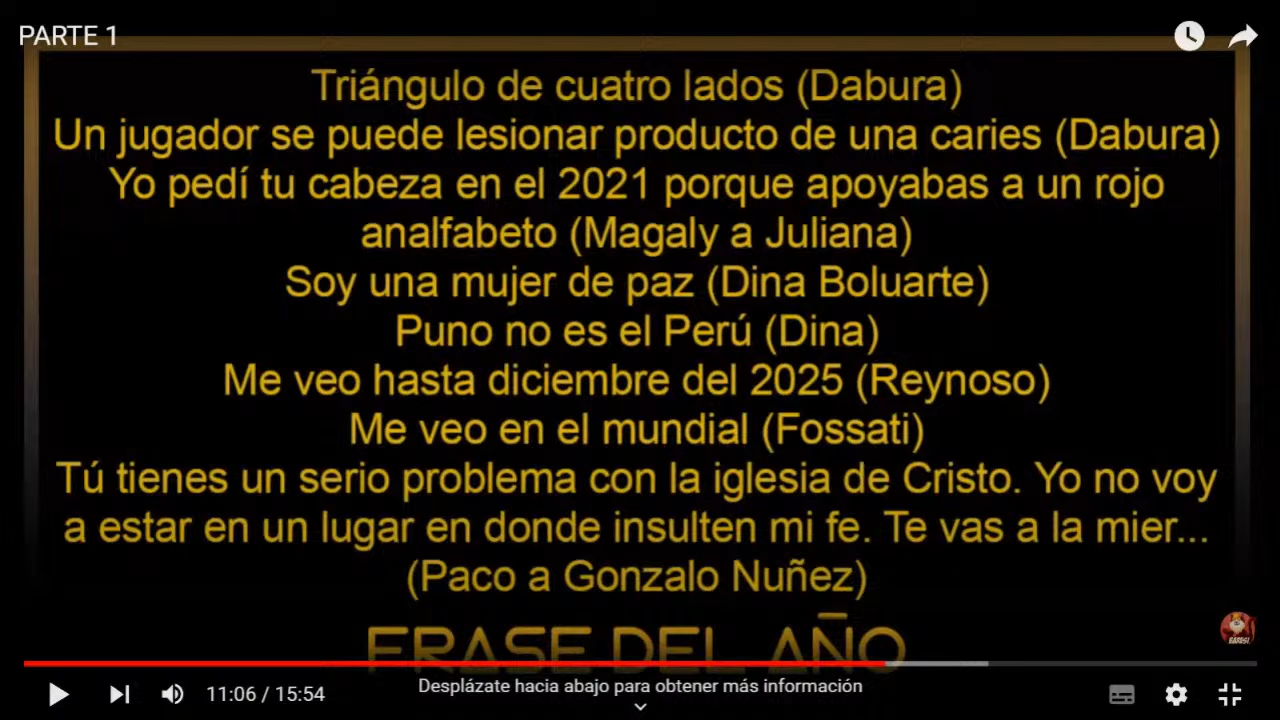 PARTE 1
Triángulo de cuatro lados (Dabura)
Un jugador se puede lesionar producto de una caries (Dabura)
Yo pedí tu cabeza en el 2021 porque apoyabas a un rojo
analfabeto (Magaly a Juliana)
Soy una mujer de paz (Dina Boluarte)
Puno no es el Perú (Dina)
Me veo hasta diciembre del 2025 (Reynoso)
Me veo en el mundial (Fossati)
Tú tienes un serio problema con la iglesia de Cristo. Yo no voy
a estar en un lugar en donde insulten mi fe. Te vas a la mier...
(Paco a Gonzalo Nuñez)
FRASE DEL AÑO
11:06 / 15:54
Desplázate hacia abajo para obtener más información